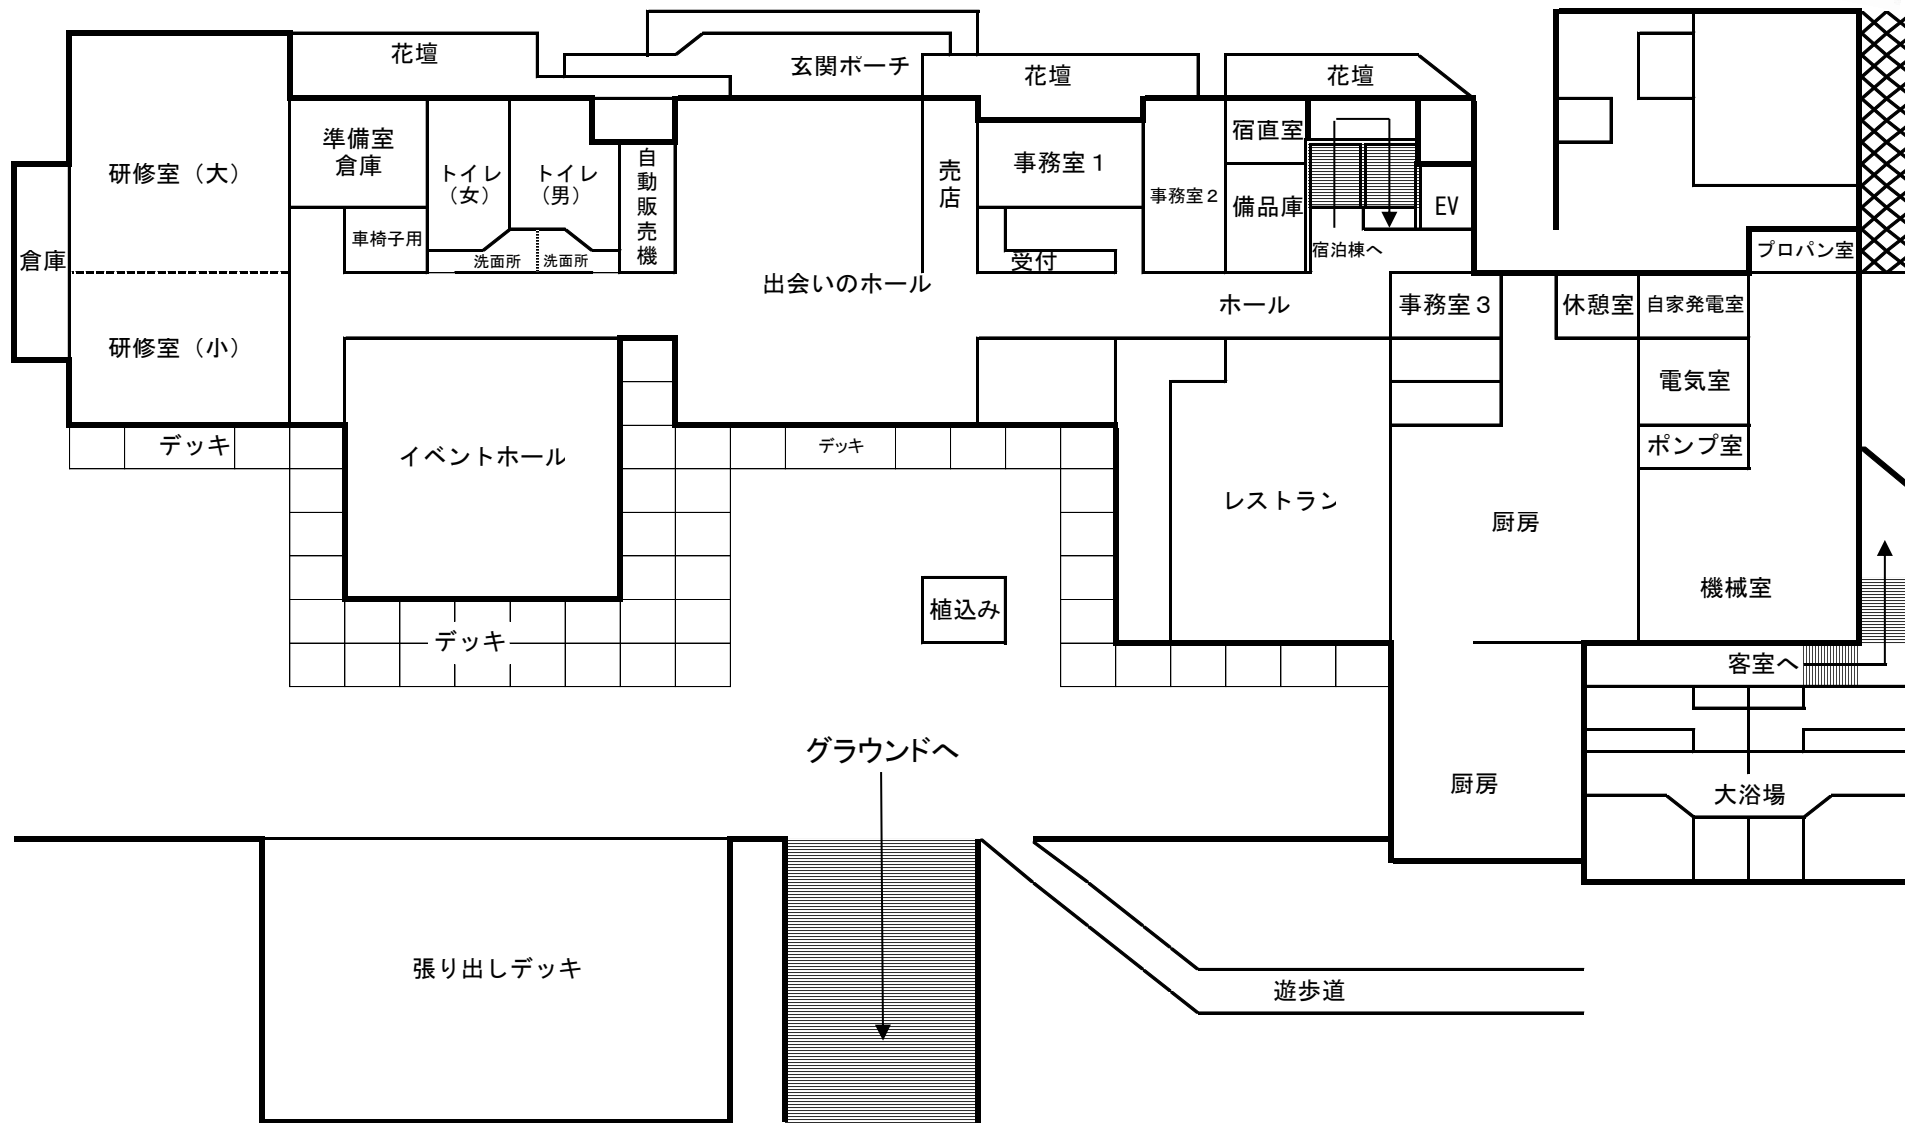 花壇
玄関ポーチ
花壇
花壇
研修室（大）
準備室
倉庫
トイレ
（女）
トイレ
（男）
自動販売機
売店
事務室１
事務室２
宿直室
備品庫
EV
車椅子用
洗面所
洗面所
倉庫
受付
宿泊棟へ
プロパン室
出会いのホール
ホール
事務室３
休憩室
自家発電室
研修室（小）
電気室
デッキ
イベントホール
デッキ
ポンプ室
レストラン
厨房
機械室
植込み
デッキ
客室へ
グラウンドへ
厨房
大浴場
張り出しデッキ
遊歩道